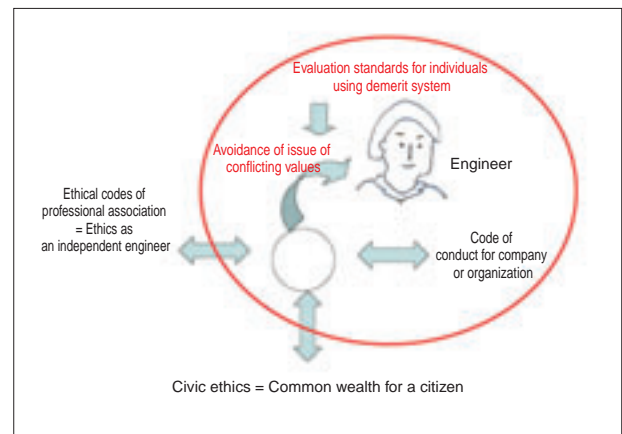 Evaluation standards for individuals
using demerit system
Avoidance of issue of
conflicting values
Engineer
Ethical codes of
professional association
= Ethics as
an independent engineer
Code of
conduct for company
or organization
Civic ethics = Common wealth for a citizen